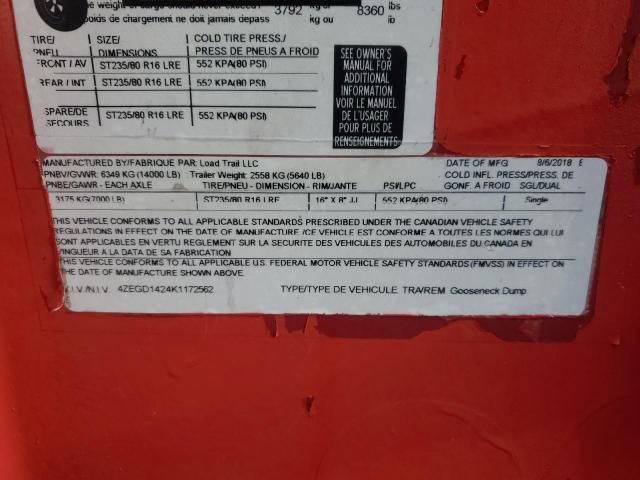 the weight of cargo should never exceed 3792 kg or 8360 lbs
poids de chargement ne doit jamais depass kg ou lb
TIRE/ SIZE/ COLD TIRE PRESS./
PNEU DIMENSIONS PRESS DE PNEUS A FROID
FRONT / AV ST235/80 R16 LRE 552 KPA(80 PSI)
REAR / INT ST235/80 R16 LRE 552 KPA(80 PSI)
SPARE/DE ST235/80 R16 LRE 552 KPA(80 PSI)
SECOURS
SEE OWNER'S
MANUAL FOR
ADDITIONAL
INFORMATION
VOIR LE MANUEL
DE L'USAGER
POUR PLUS DE
RENSEIGNEMENTS
MANUFACTURED BY/FABRIQUE PAR: Load Trail LLC DATE OF MFG 8/6/2018 E
PNBV/GVWR: 6349 KG (14000 LB) Trailer Weight: 2558 KG (5640 LB) COLD INFL. PRESS/PRESS. DE
PNBE/GAWR - EACH AXLE TIRE/PNEU - DIMENSION - RIM/JANTE PSI/LPC GONF. A FROID SGL/DUAL
3175 KG(7000 LB) ST235/80 R16 LRE 16" X 8" JJ 552 KPA(80 PSI) Single
THIS VEHICLE CONFORMS TO ALL APPLICABLE STANDARDS PRESCRIBED UNDER THE CANADIAN VEHICLE SAFETY
REGULATIONS IN EFFECT ON THE DATE OF MANUFACTURE /CE VEHICULE EST CONFORME A TOUTES LES NORMES QUI LUI
SONT APPLICABLES EN VERTU REGLEMENT SUR LA SECURITE DES VEHICULES DES AUTOMOBILES DU CANADA EN
VINGUEUR A LA DATE DE SA FABRICATION
THIS VEHICLE CONFORMS TO ALL APPLICABLE U.S. FEDERAL MOTOR VEHICLE SAFETY STANDARDS (FMVSS) IN EFFECT ON
THE DATE OF MANUFACTURE SHOWN ABOVE.
V.I.V./N.I.V. 4ZEGD1424K1172562 TYPE/TYPE DE VEHICULE: TRA/REM Gooseneck Dump